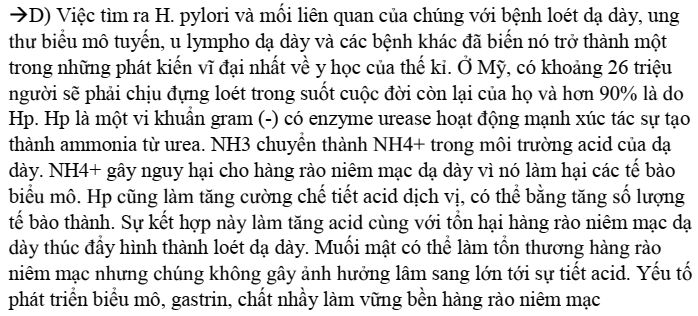 →D) Việc tìm ra H. pylori và mối liên quan của chúng với bệnh loét dạ dày, ung
thư biểu mô tuyến, u lympho dạ dày và các bệnh khác đã biến nó trở thành một
trong những phát kiến vĩ đại nhất về y học của thế kỉ. Ở Mỹ, có khoảng 26 triệu
người sẽ phải chịu đựng loét trong suốt cuộc đời còn lại của họ và hơn 90% là do
Hp. Hp là một vi khuẩn gram (-) có enzyme urease hoạt động mạnh xúc tác sự tạo
thành ammonia từ urea. NH3 chuyển thành NH4+ trong môi trường acid của dạ
dày. NH4+ gây nguy hại cho hàng rào niêm mạc dạ dày vì nó làm hại các tế bào
biểu mô. Hp cũng làm tăng cường chế tiết acid dịch vị, có thể bằng tăng số lượng
tế bào thành. Sự kết hợp này làm tăng acid cùng với tổn hại hàng rào niêm mạc dạ
dày thúc đẩy hình thành loét dạ dày. Muối mật có thể làm tổn thương hàng rào
niêm mạc nhưng chúng không gây ảnh hưởng lâm sang lớn tới sự tiết acid. Yếu tố
phát triển biểu mô, gastrin, chất nhầy làm vững bền hàng rào niêm mạc